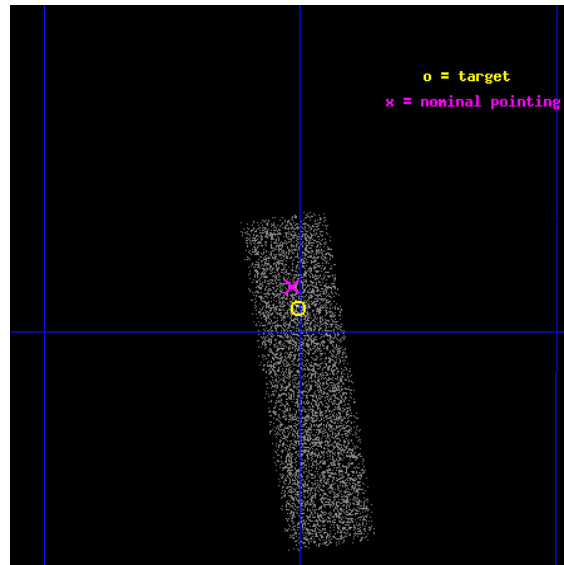 o = target
x = nominal pointing